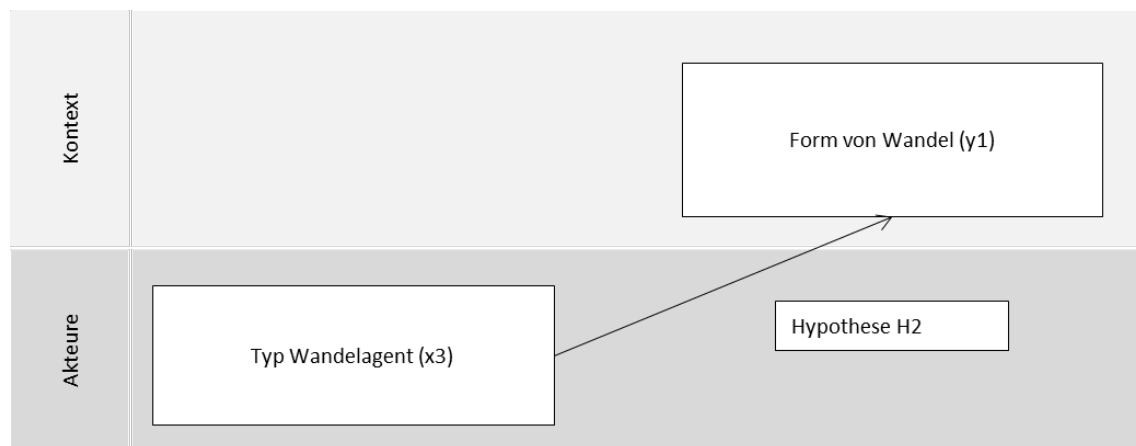 Kontext
Form von Wandel (y1)
Akteure
Typ Wandelagent (x3)
Hypothese H2